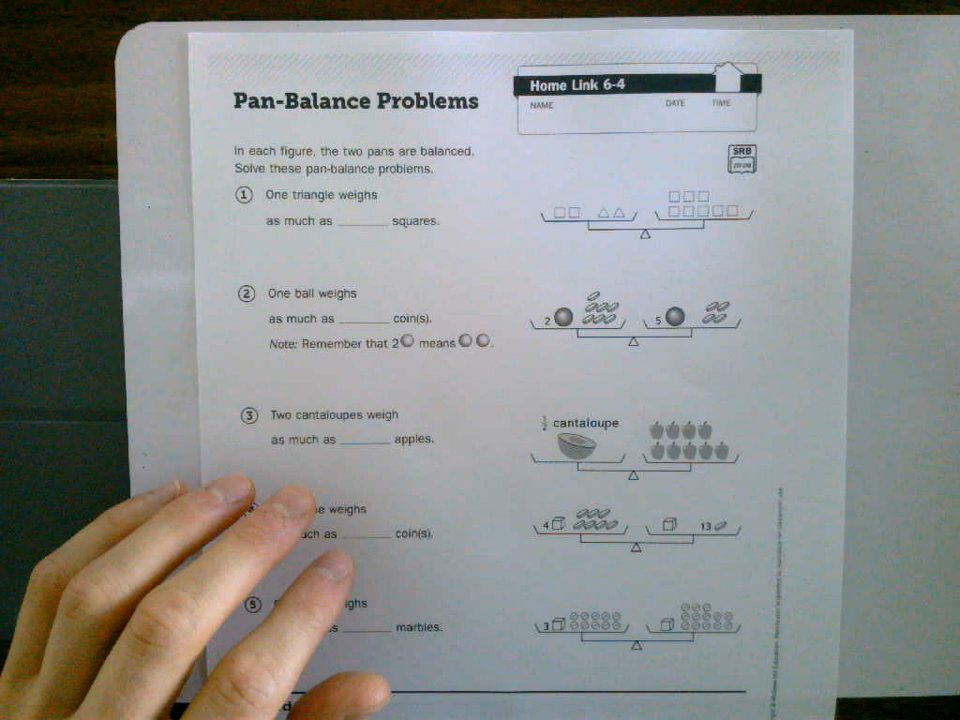 Home Link 6-4
Pan-Balance Problems
NAME DATE TIME
In each figure, the two pans are balanced.
Solve these pan-balance problems.
SRB
1 One triangle weighs
as much as ______ squares.
2 One ball weighs
as much as ______ coin(s).
Note: Remember that 2 means .
2 5
3 Two cantaloupes weigh
as much as ______ apples.
½ cantaloupe
weighs
as ______ coin(s).
4 13
5
______ marbles.
3